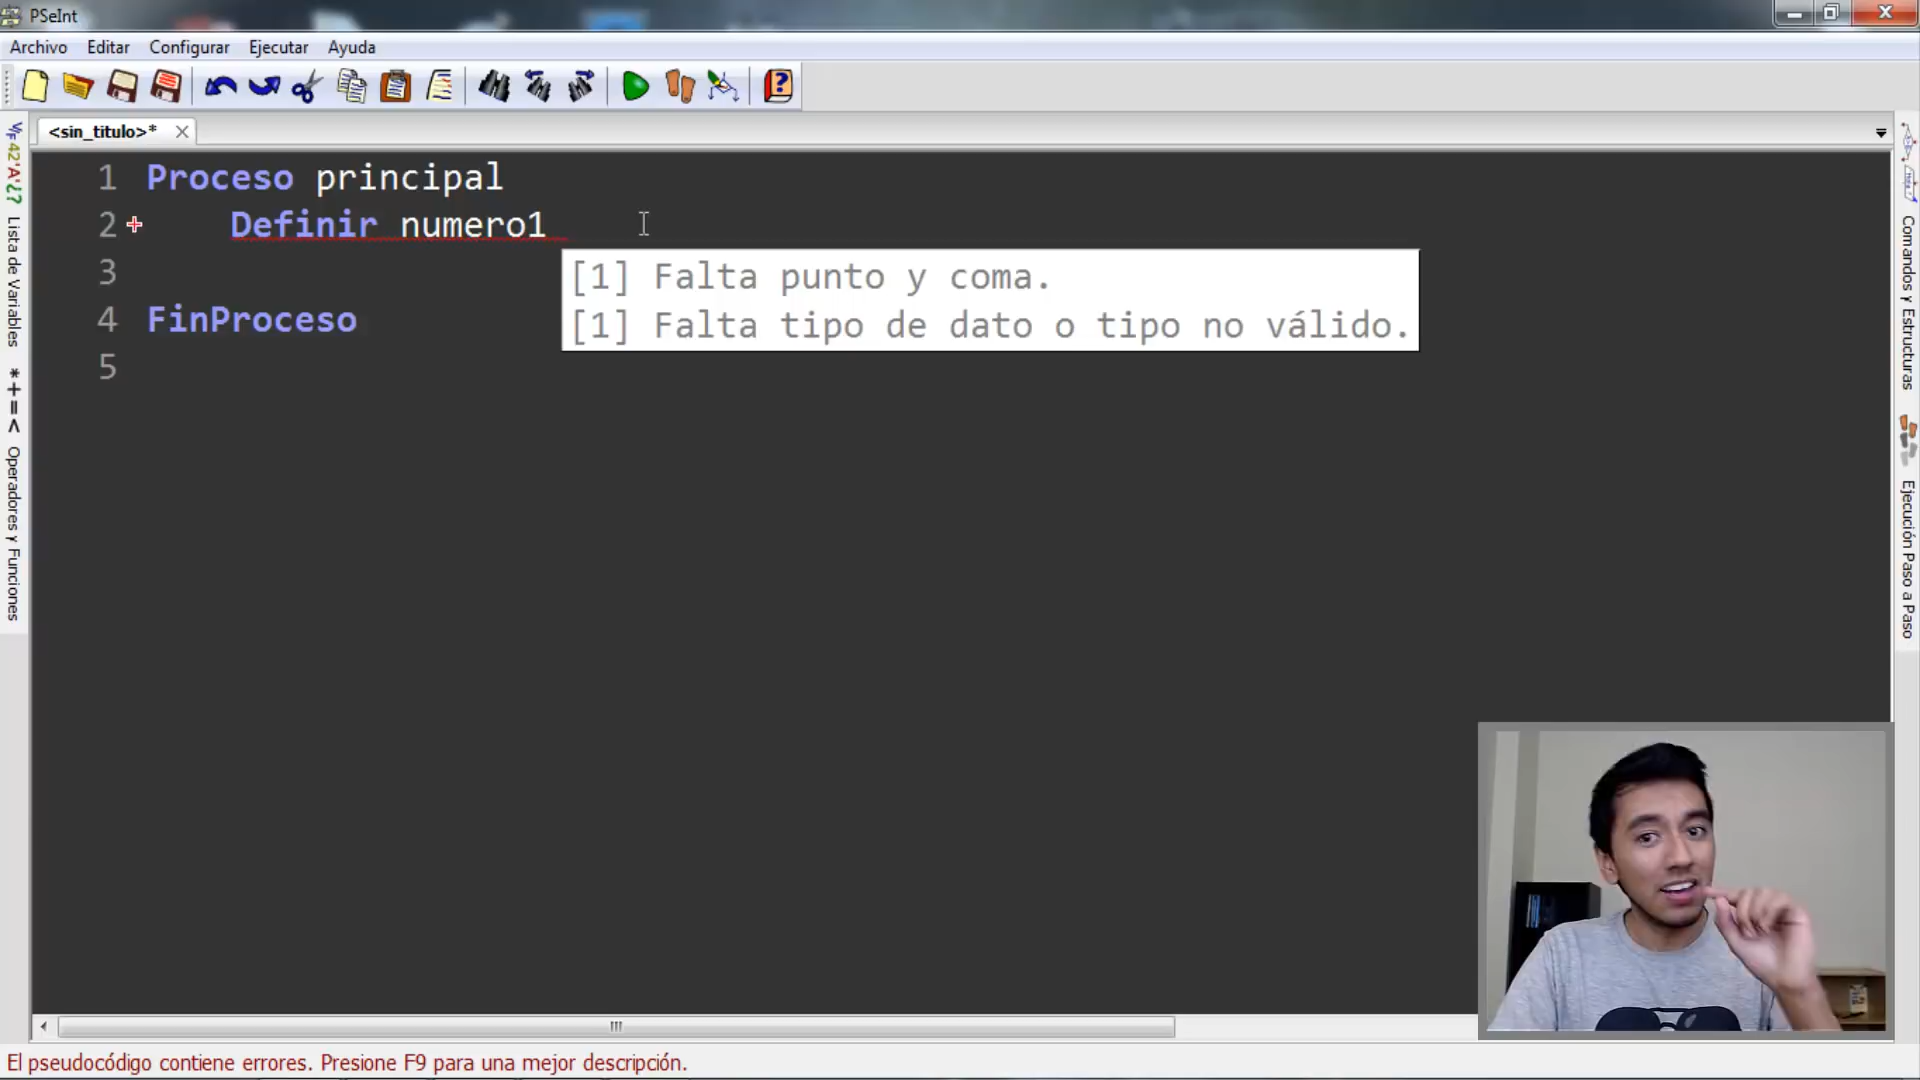 PSeInt
Archivo Editar Configurar Ejecutar Ayuda
<sin_titulo>*
1 Proceso principal
2 Definir numero1
3
4 FinProceso
5
[1] Falta punto y coma.
[1] Falta tipo de dato o tipo no válido.
42'A'¿? Lista de Variables
*+=< Operadores y Funciones
Comandos y Estructuras
Ejecución Paso a Paso
El pseudocódigo contiene errores. Presione F9 para una mejor descripción.